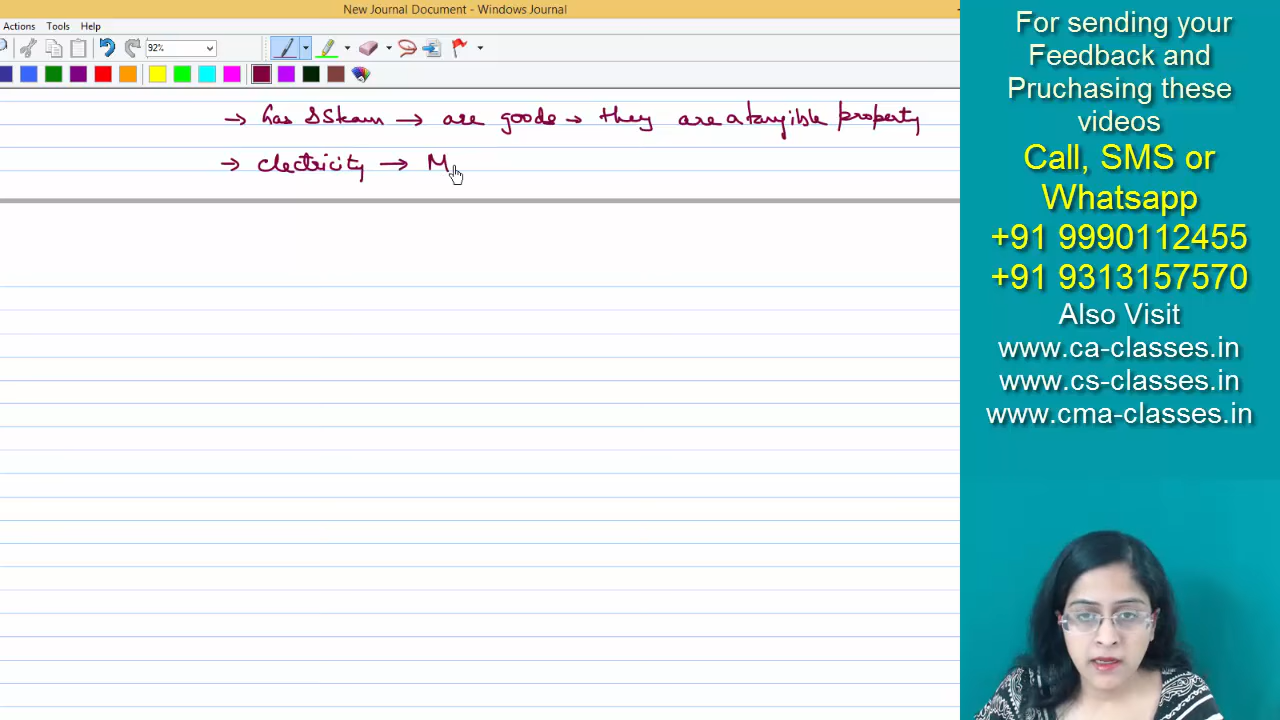 New Journal Document - Windows Journal
Actions Tools Help
92%
→ Gas & Steam → are goods → they are a tangible property
→ electricity → M
For sending your
Feedback and
Pruchasing these
videos
Call, SMS or
Whatsapp
+91 9990112455
+91 9313157570
Also Visit
www.ca-classes.in
www.cs-classes.in
www.cma-classes.in